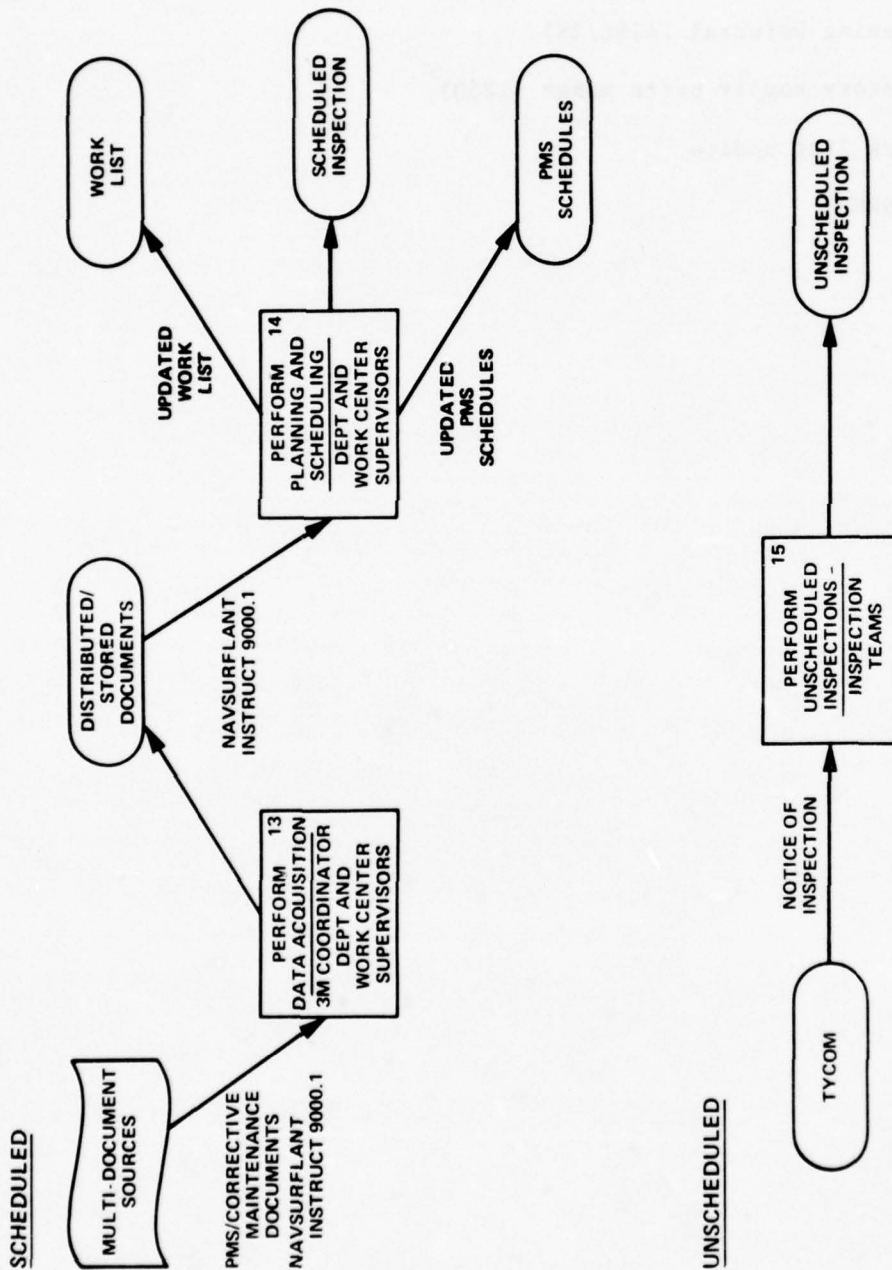 SCHEDULED
MULTI-DOCUMENT
SOURCES
PMS/CORRECTIVE
MAINTENANCE
DOCUMENTS
NAVSURFLANT
INSTRUCT 9000.1
13
PERFORM
DATA ACQUISITION
3M COORDINATOR
DEPT AND
WORK CENTER
SUPERVISORS
DISTRIBUTED/
STORED
DOCUMENTS
NAVSURFLANT
INSTRUCT 9000.1
14
PERFORM
PLANNING AND
SCHEDULING
DEPT AND
WORK CENTER
SUPERVISORS
UPDATED
WORK
LIST
WORK
LIST
SCHEDULED
INSPECTION
UPDATED
PMS
SCHEDULES
PMS
SCHEDULES
UNSCHEDULED
TYCOM
NOTICE OF
INSPECTION
15
PERFORM
UNSCHEDULED
INSPECTIONS -
INSPECTION
TEAMS
UNSCHEDULED
INSPECTION